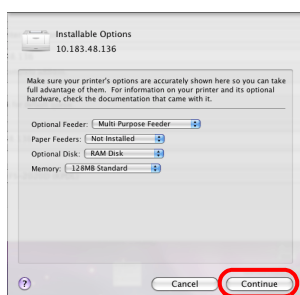 Installable Options
10.183.48.136
Make sure your printer's options are accurately shown here so you can take
full advantage of them. For information on your printer and its optional
hardware, check the documentation that came with it.
Optional Feeder: Multi Purpose Feeder
Paper Feeders: Not Installed
Optional Disk: RAM Disk
Memory: 128MB Standard
? Cancel Continue